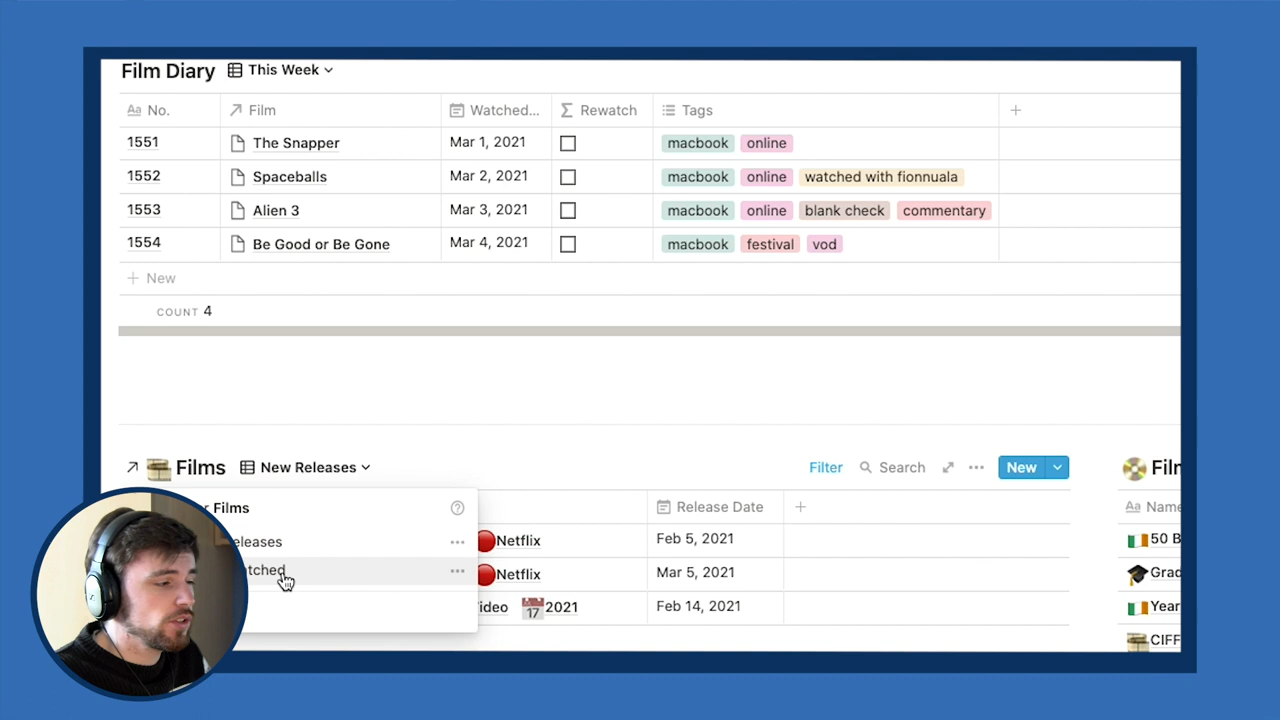 Film Diary This Week
Aa No. Film Watched... Σ Rewatch Tags
1551 The Snapper Mar 1, 2021 macbook online
1552 Spaceballs Mar 2, 2021 macbook online watched with fionnuala
1553 Alien 3 Mar 3, 2021 macbook online blank check commentary
1554 Be Good or Be Gone Mar 4, 2021 macbook festival vod
+ New
COUNT 4
Films New Releases Filter Search ••• New
Films Release Date + Aa Name
eleases ••• Netflix Feb 5, 2021 50 B
tched ••• Netflix Mar 5, 2021 Grad
ideo 17 2021 Feb 14, 2021 Year
CIFF